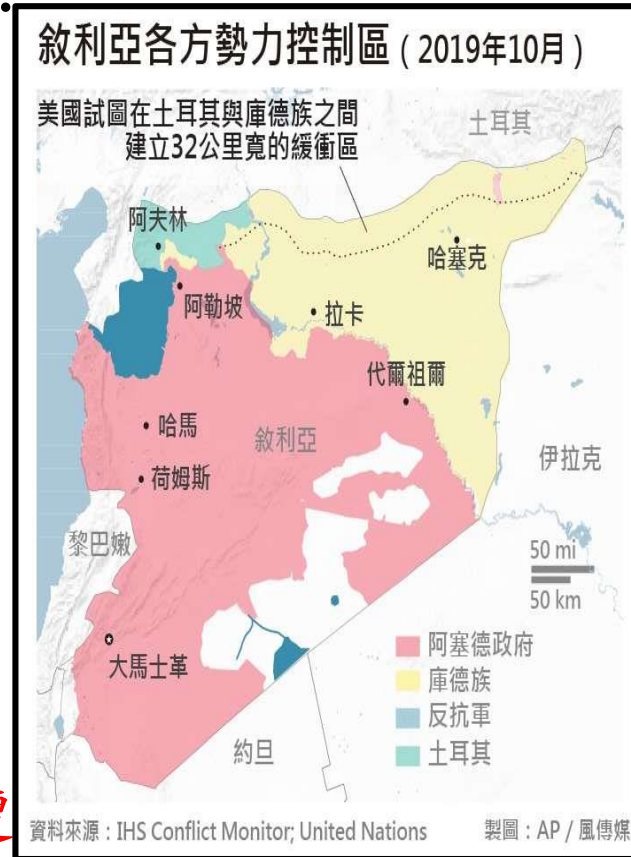 敘利亞各方勢力控制區（2019年10月）
美國試圖在土耳其與庫德族之間
建立32公里寬的緩衝區
土耳其
阿夫林
哈塞克
阿勒坡
拉卡
代爾祖爾
哈馬
敘利亞
伊拉克
荷姆斯
黎巴嫩
50 mi
50 km
大馬士革
阿塞德政府
庫德族
反抗軍
土耳其
約旦
資料來源：IHS Conflict Monitor; United Nations
製圖：AP / 風傳媒